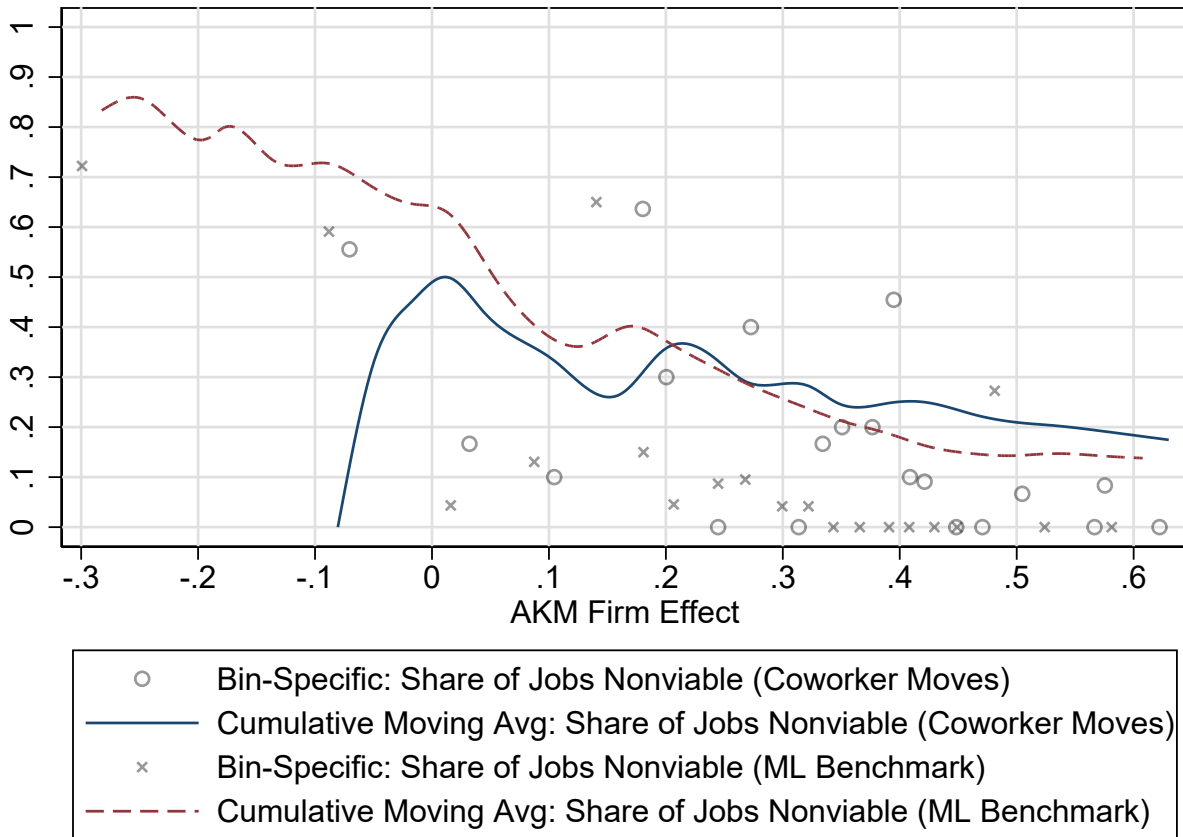 1
.9
.8
.7
.6
.5
.4
.3
.2
.1
0
-.3 -.2 -.1 0 .1 .2 .3 .4 .5 .6
AKM Firm Effect
Bin-Specific: Share of Jobs Nonviable (Coworker Moves)
Cumulative Moving Avg: Share of Jobs Nonviable (Coworker Moves)
Bin-Specific: Share of Jobs Nonviable (ML Benchmark)
Cumulative Moving Avg: Share of Jobs Nonviable (ML Benchmark)